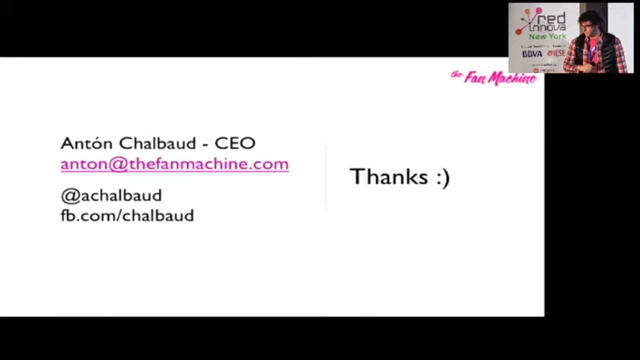 red
innova
New York
BBVA
IESE
the Fan Machine
Antón Chalbaud - CEO
anton@thefanmachine.com
@achalbaud
fb.com/chalbaud
Thanks :)